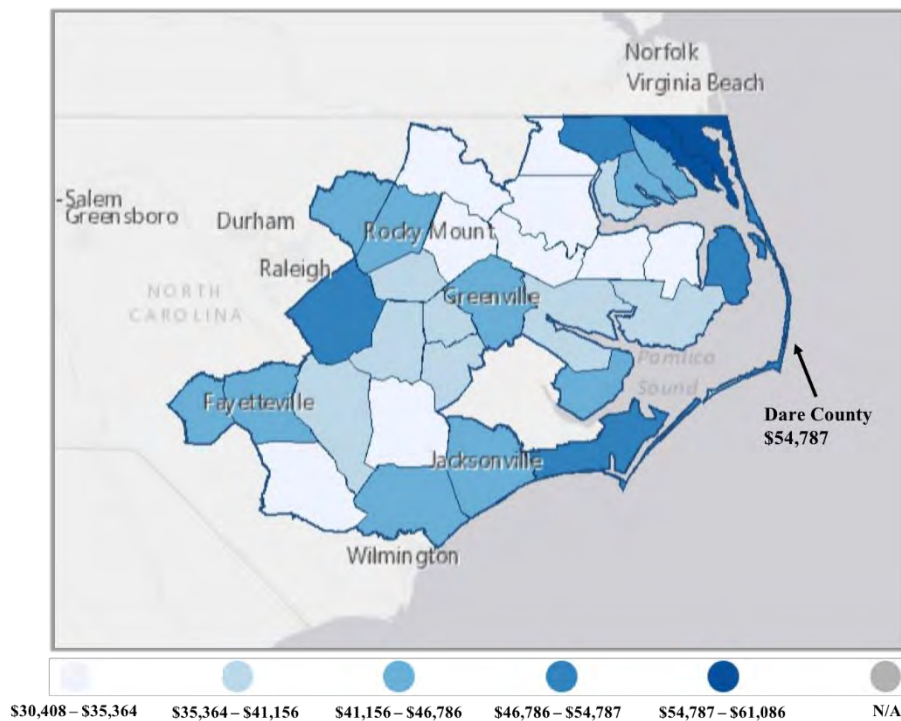 Norfolk
Virginia Beach
-Salem
Greensboro
Durham
Rocky Mount
Raleigh
NORTH
CAROLINA
Greenville
Pamlico
Sound
Fayetteville
Dare County
$54,787
Jacksonville
Wilmington
$30,408 – $35,364
$35,364 – $41,156
$41,156 – $46,786
$46,786 – $54,787
$54,787 – $61,086
N/A